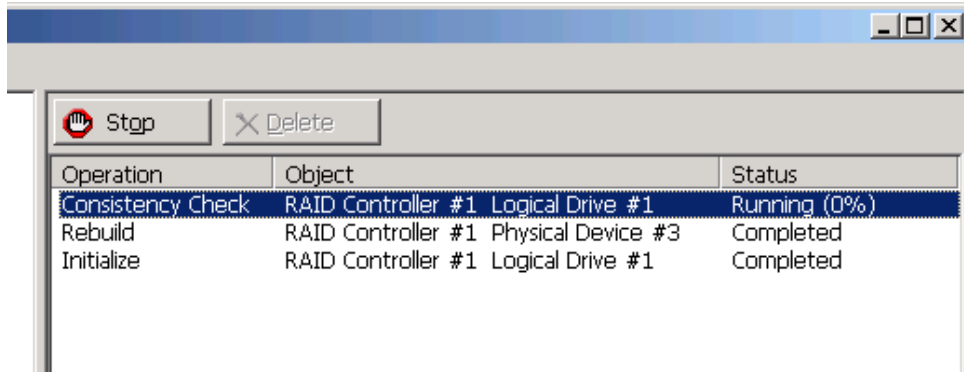 Stop Delete
Operation Object Status
Consistency Check RAID Controller #1 Logical Drive #1 Running (0%)
Rebuild RAID Controller #1 Physical Device #3 Completed
Initialize RAID Controller #1 Logical Drive #1 Completed